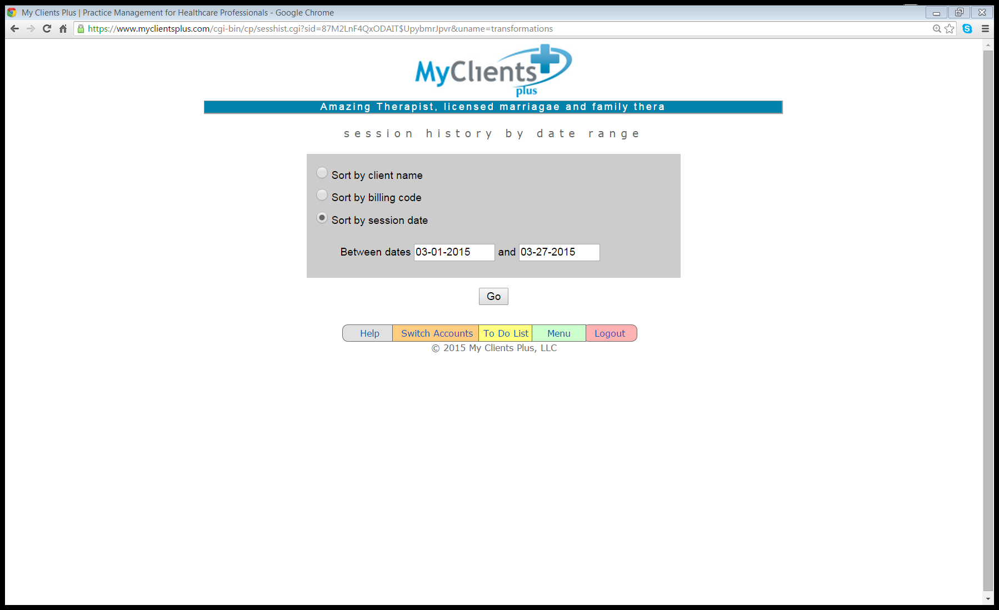 My Clients Plus | Practice Management for Healthcare Professionals - Google Chrome
https://www.myclientsplus.com/cgi-bin/cp/sesshist.cgi?sid=87M2LnF4QxODAIT$UpybmrJpvr&uname=transformations
MyClients
plus
Amazing Therapist, licensed marriagae and family thera
session history by date range
Sort by client name
Sort by billing code
Sort by session date
Between dates 03-01-2015 and 03-27-2015
Go
Help Switch Accounts To Do List Menu Logout
© 2015 My Clients Plus, LLC